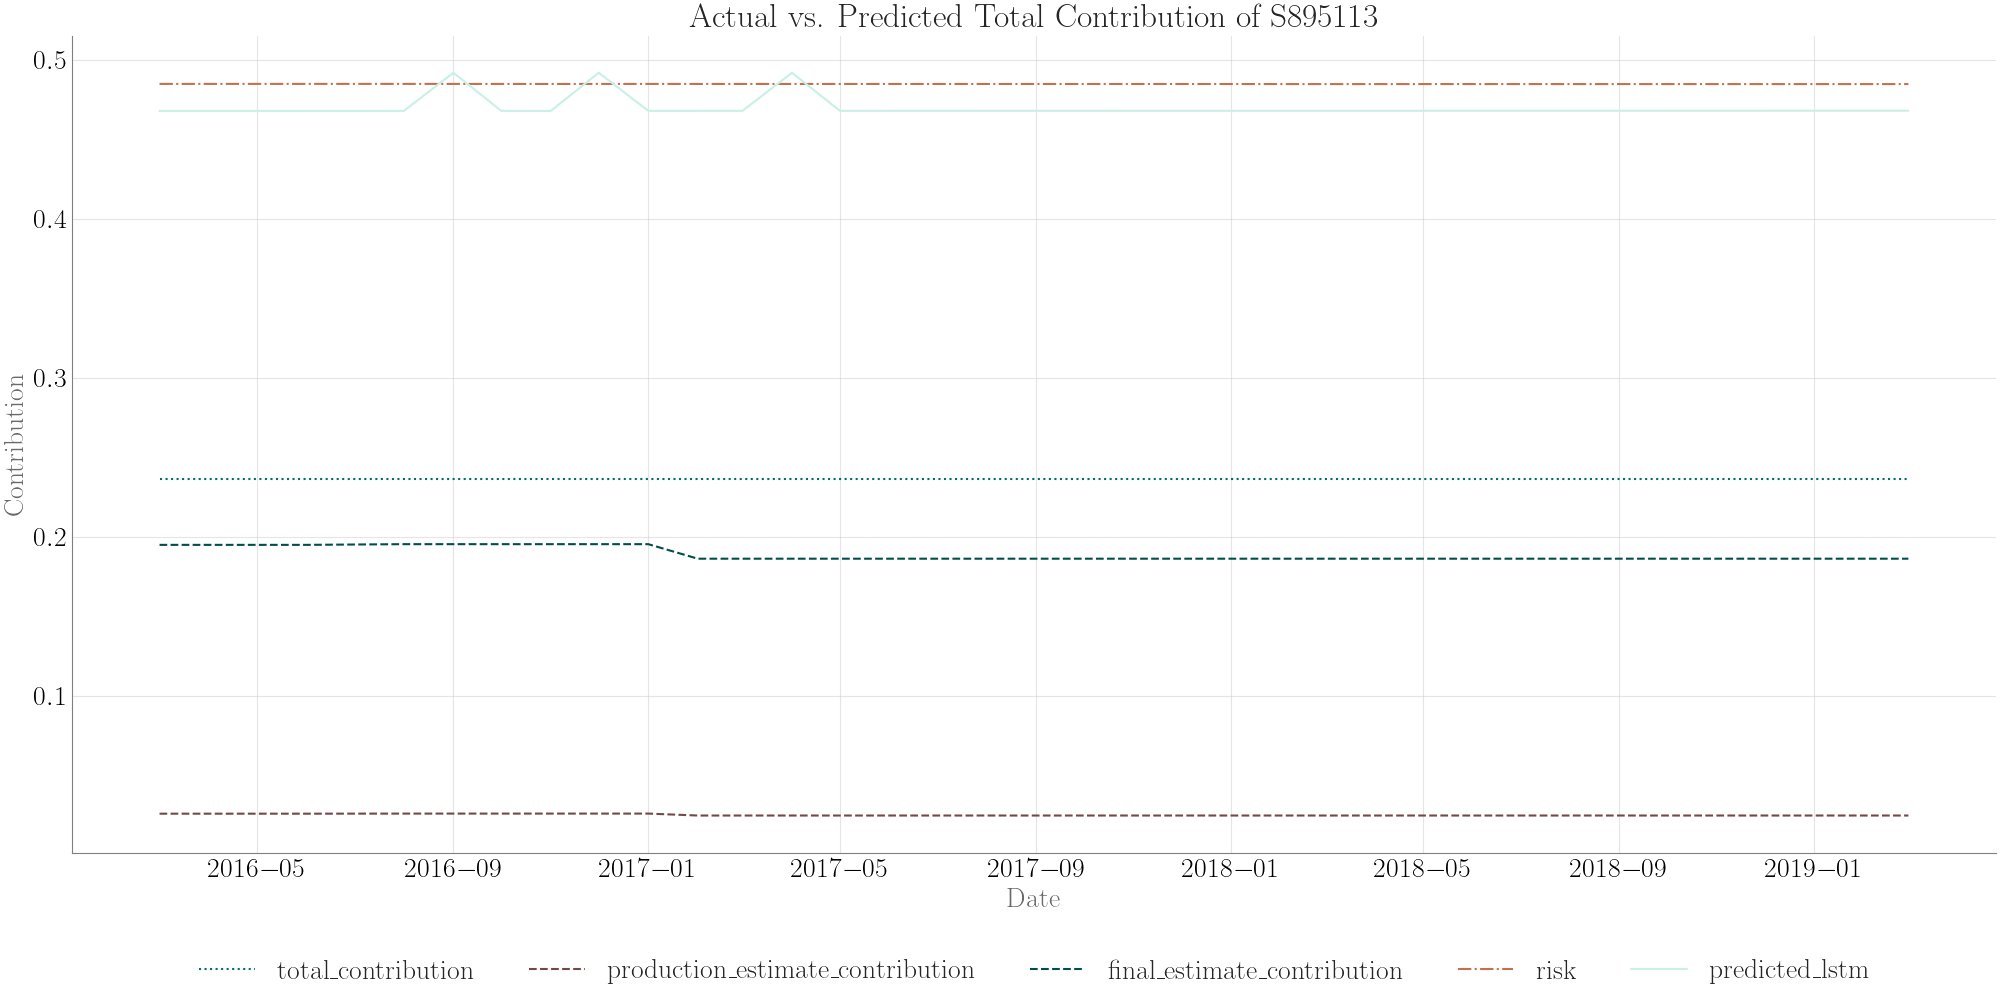 Actual vs. Predicted Total Contribution of S895113
0.5
0.4
0.3
0.2
0.1
Contribution
2016−05 2016−09 2017−01 2017−05 2017−09 2018−01 2018−05 2018−09 2019−01
Date
total_contribution production_estimate_contribution final_estimate_contribution risk predicted_lstm